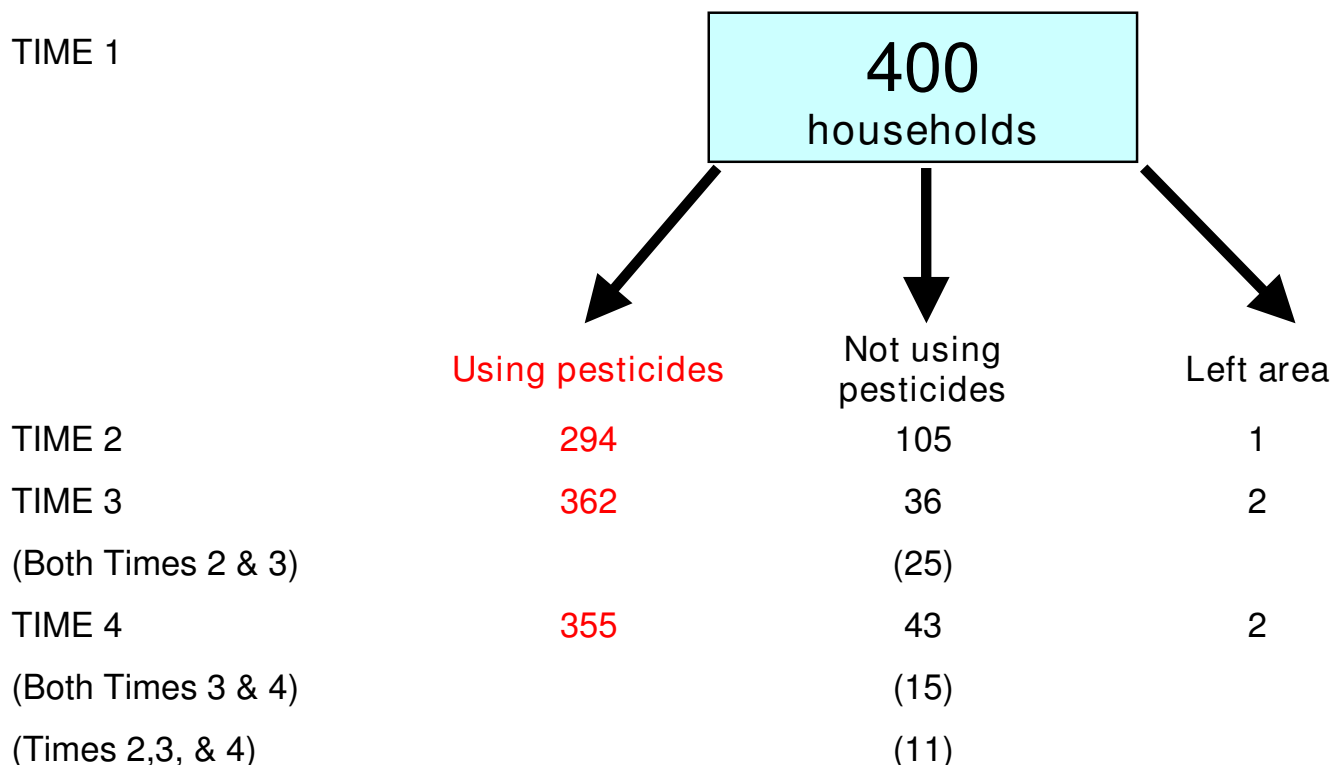 TIME 1
400
households
Using pesticides
Not using
pesticides
Left area
TIME 2 294 105 1
TIME 3 362 36 2
(Both Times 2 & 3) (25)
TIME 4 355 43 2
(Both Times 3 & 4) (15)
(Times 2,3, & 4) (11)